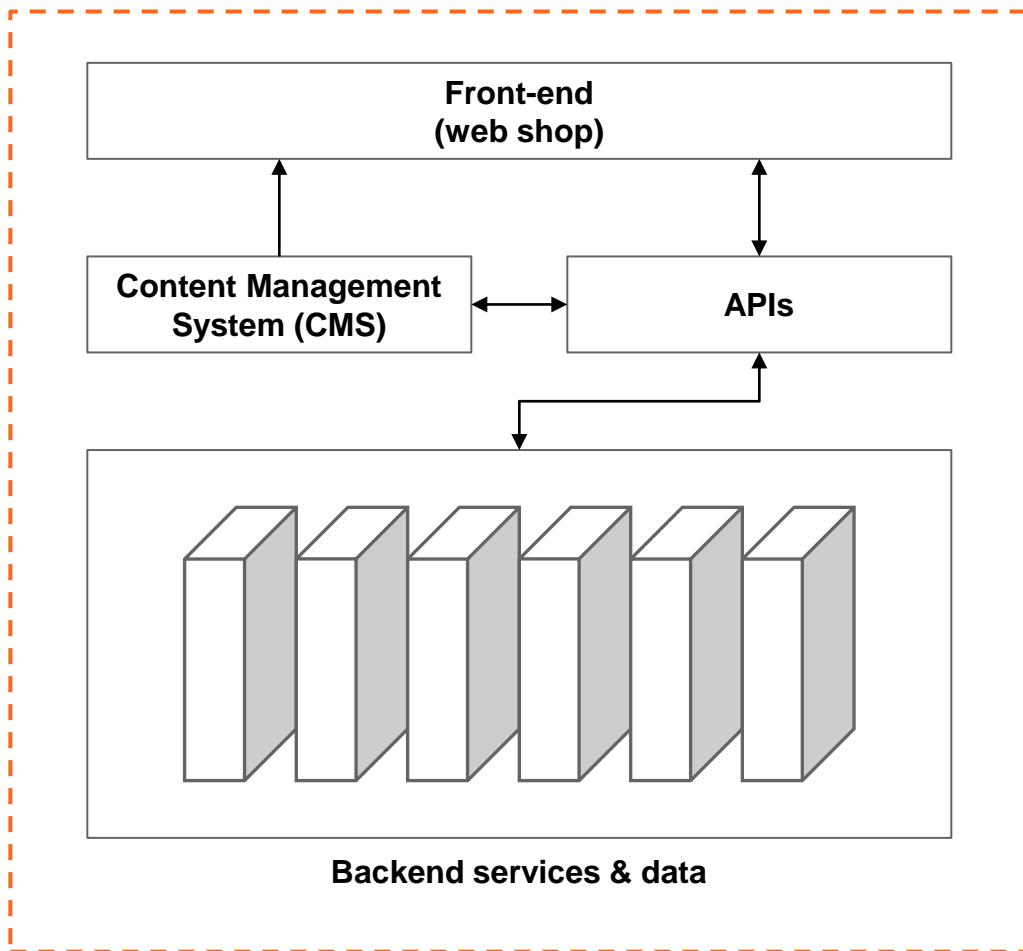 Front-end
(web shop)
Content Management
System (CMS)
APIs
Backend services & data